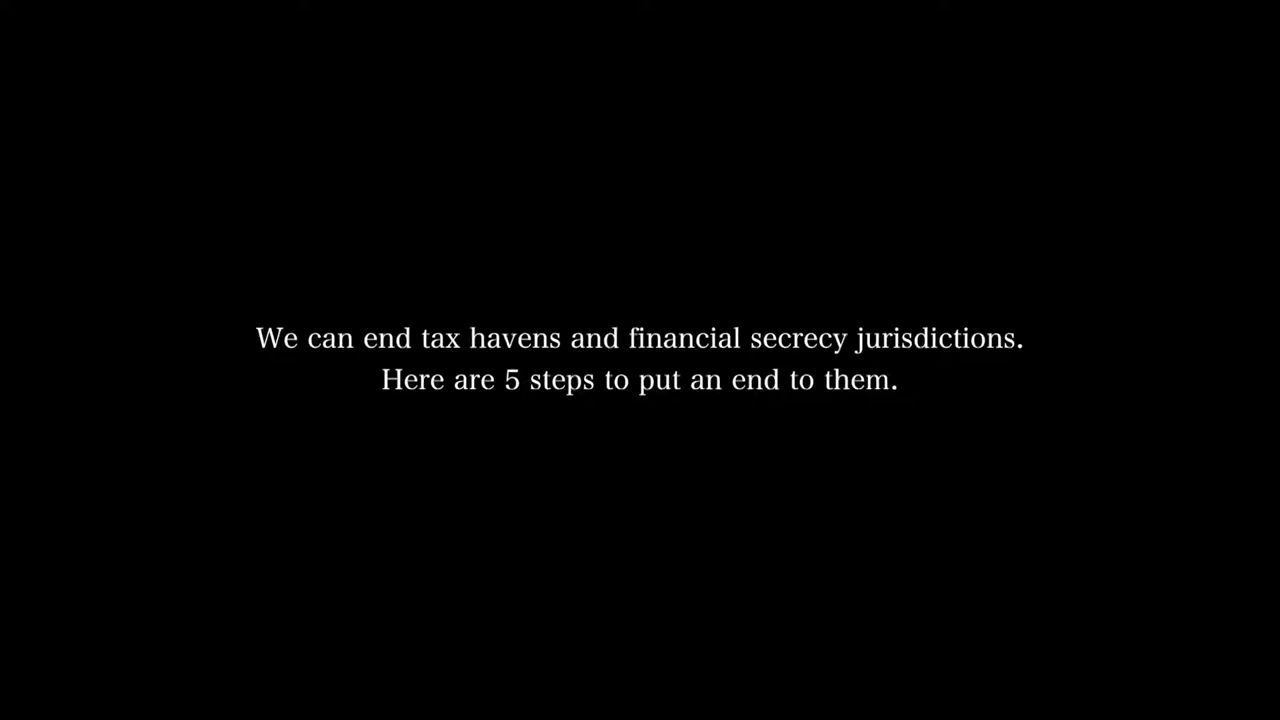 We can end tax havens and financial secrecy jurisdictions.
Here are 5 steps to put an end to them.